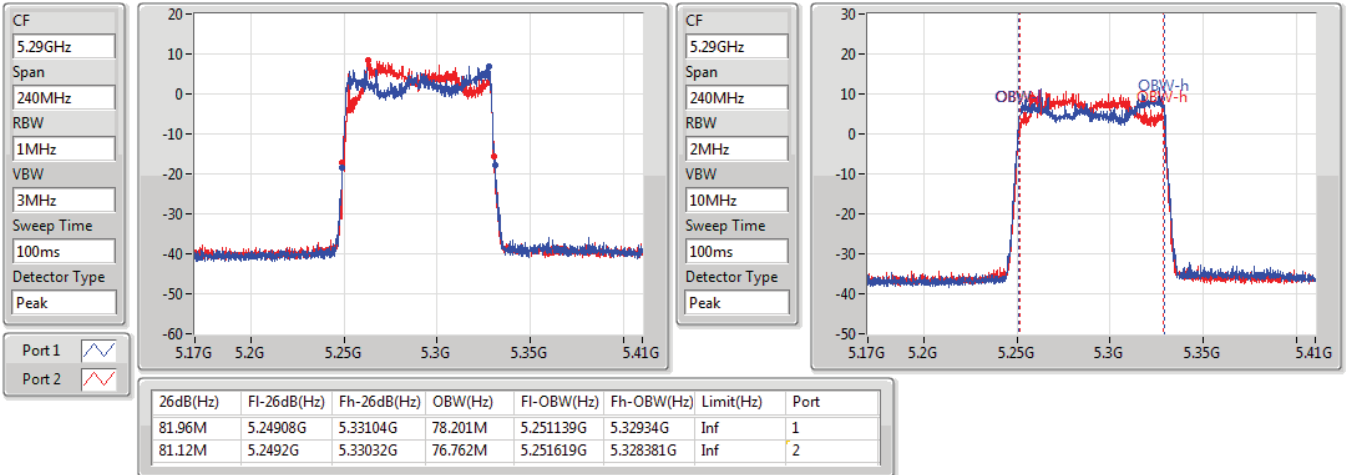 CF
5.29GHz
Span
240MHz
RBW
1MHz
VBW
3MHz
Sweep Time
100ms
Detector Type
Peak
Port 1
Port 2
20
10
0
-10
-20
-30
-40
-50
-60
5.17G 5.2G 5.25G 5.3G 5.35G 5.41G
CF
5.29GHz
Span
240MHz
RBW
2MHz
VBW
10MHz
Sweep Time
100ms
Detector Type
Peak
30
20
10
0
-10
-20
-30
-40
-50
OBW-h
OBW-h
5.17G 5.2G 5.25G 5.3G 5.35G 5.41G
26dB(Hz) Fl-26dB(Hz) Fh-26dB(Hz) OBW(Hz) Fl-OBW(Hz) Fh-OBW(Hz) Limit(Hz) Port
81.96M 5.24908G 5.33104G 78.201M 5.251139G 5.32934G Inf 1
81.12M 5.2492G 5.33032G 76.762M 5.251619G 5.328381G Inf 2